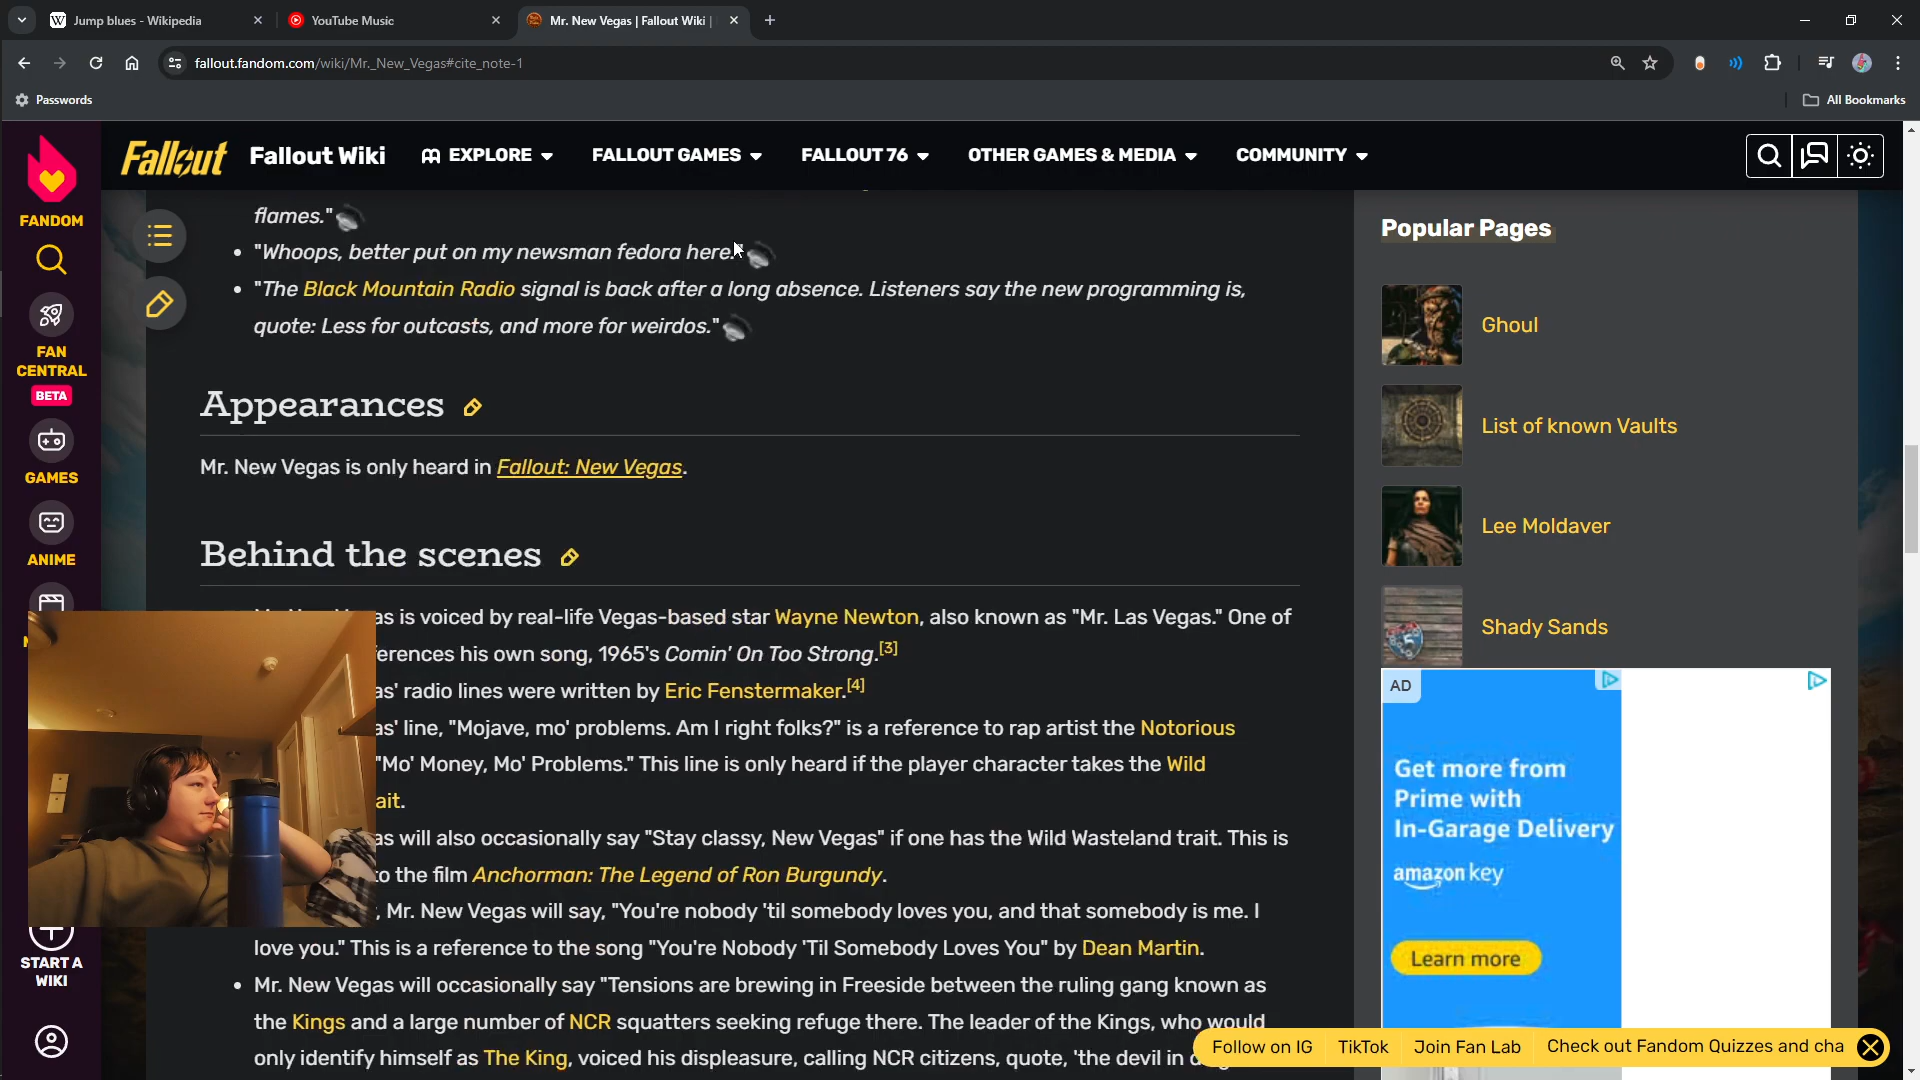 Jump blues - Wikipedia
YouTube Music
Mr. New Vegas | Fallout Wiki |
fallout.fandom.com/wiki/Mr._New_Vegas#cite_note-1
Passwords
All Bookmarks
Fallout
Fallout Wiki
EXPLORE
FALLOUT GAMES
FALLOUT 76
OTHER GAMES & MEDIA
COMMUNITY
FANDOM
FAN
CENTRAL
BETA
GAMES
ANIME
START A
WIKI
flames."
"Whoops, better put on my newsman fedora here."
"The Black Mountain Radio signal is back after a long absence. Listeners say the new programming is,
quote: Less for outcasts, and more for weirdos."
Appearances
Mr. New Vegas is only heard in Fallout: New Vegas.
Behind the scenes
is voiced by real-life Vegas-based star Wayne Newton, also known as "Mr. Las Vegas." One of
erences his own song, 1965's Comin' On Too Strong.[3]
as' radio lines were written by Eric Fenstermaker.[4]
as' line, "Mojave, mo' problems. Am I right folks?" is a reference to rap artist the Notorious
"Mo' Money, Mo' Problems." This line is only heard if the player character takes the Wild
ait.
as will also occasionally say "Stay classy, New Vegas" if one has the Wild Wasteland trait. This is
to the film Anchorman: The Legend of Ron Burgundy.
, Mr. New Vegas will say, "You're nobody 'til somebody loves you, and that somebody is me. I
love you." This is a reference to the song "You're Nobody 'Til Somebody Loves You" by Dean Martin.
Mr. New Vegas will occasionally say "Tensions are brewing in Freeside between the ruling gang known as
the Kings and a large number of NCR squatters seeking refuge there. The leader of the Kings, who would
only identify himself as The King, voiced his displeasure, calling NCR citizens, quote, 'the devil in
Popular Pages
Ghoul
List of known Vaults
Lee Moldaver
Shady Sands
AD
Get more from
Prime with
In-Garage Delivery
amazon key
Learn more
Follow on IG
TikTok
Join Fan Lab
Check out Fandom Quizzes and cha